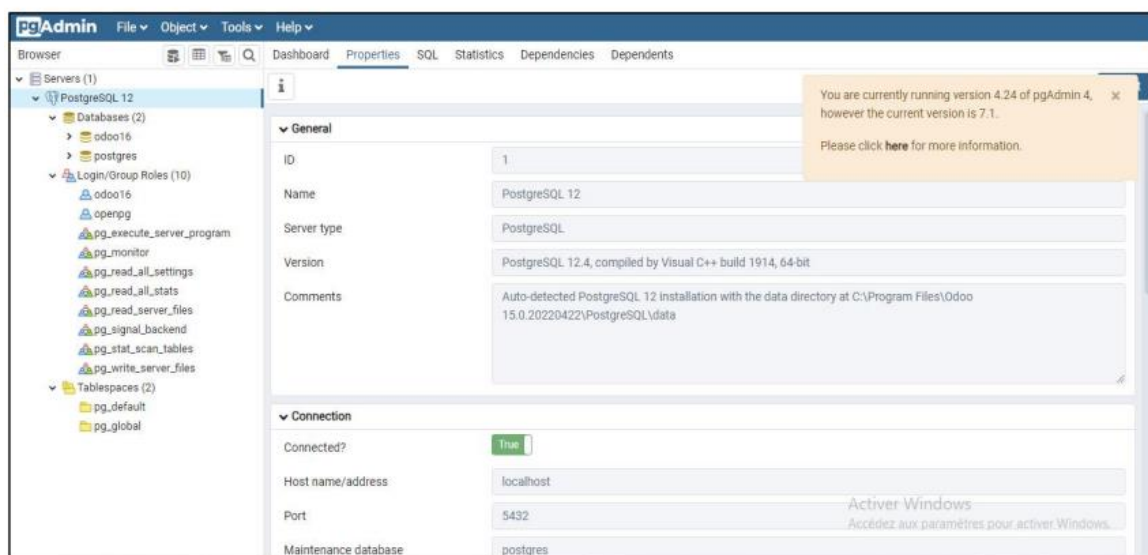 pgAdmin File Object Tools Help
Browser Dashboard Properties SQL Statistics Dependencies Dependents
Servers (1)
PostgreSQL 12
Databases (2)
odoo16
postgres
Login/Group Roles (10)
odoo16
openpg
pg_execute_server_program
pg_monitor
pg_read_all_settings
pg_read_all_stats
pg_read_server_files
pg_signal_backend
pg_stat_scan_tables
pg_write_server_files
Tablespaces (2)
pg_default
pg_global
i
You are currently running version 4.24 of pgAdmin 4,
however the current version is 7.1.
Please click here for more information.
General
ID 1
Name PostgreSQL 12
Server type PostgreSQL
Version PostgreSQL 12.4, compiled by Visual C++ build 1914, 64-bit
Comments Auto-detected PostgreSQL 12 installation with the data directory at C:\Program Files\Odoo
15.0.20220422\PostgreSQL\data
Connection
Connected? True
Host name/address localhost
Port 5432
Maintenance database postgres
Activer Windows
Accédez aux paramètres pour activer Windows.